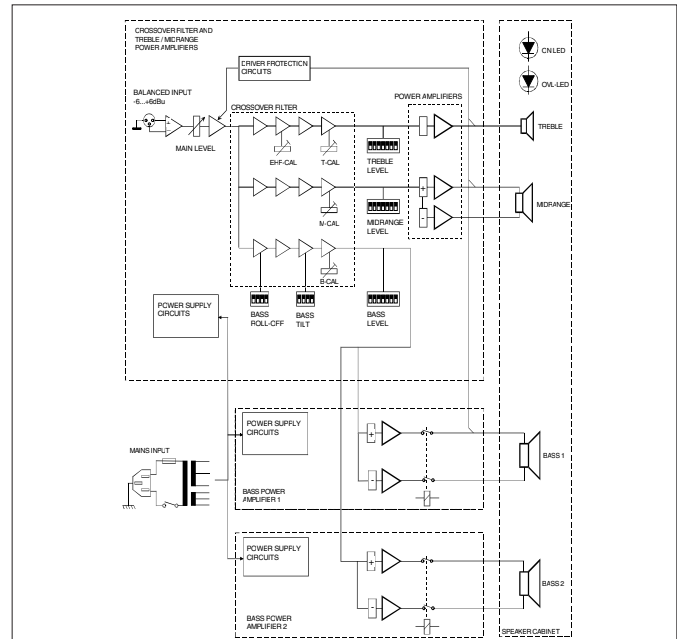 CROSSOVER FILTER AND
TREBLE / MIDRANGE
POWER AMPLIFIERS
DRIVER PROTECTION
CIRCUITS
ON LED
OVL-LED
BALANCED INPUT
-6...+6dBu
POWER AMPLIFIERS
CROSSOVER FILTER
MAIN LEVEL
TREBLE
EHF-CAL
T-CAL
TREBLE
LEVEL
+
-
MIDRANGE
M-CAL
MIDRANGE
LEVEL
B-CAL
POWER SUPPLY
CIRCUITS
BASS
ROLL-OFF
BASS
TILT
BASS
LEVEL
POWER SUPPLY
CIRCUITS
+
-
BASS 1
MAINS INPUT
BASS POWER
AMPLIFIER 1
POWER SUPPLY
CIRCUITS
+
-
BASS 2
BASS POWER
AMPLIFIER 2
SPEAKER CABINET